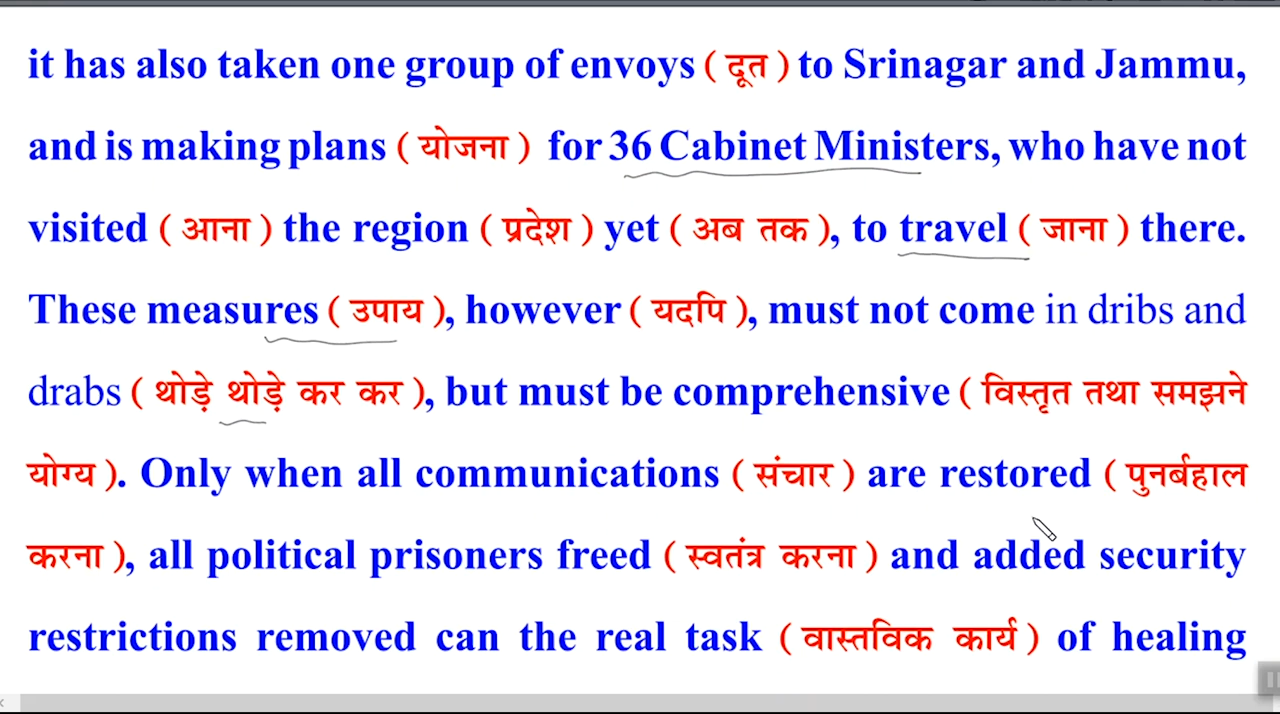 it has also taken one group of envoys ( दूत ) to Srinagar and Jammu,
and is making plans ( योजना ) for 36 Cabinet Ministers, who have not
visited ( आना ) the region ( प्रदेश ) yet ( अब तक ), to travel ( जाना ) there.
These measures ( उपाय ), however ( यदपि ), must not come in dribs and
drabs ( थोड़े थोड़े कर कर ), but must be comprehensive ( विस्तृत तथा समझने
योग्य ). Only when all communications ( संचार ) are restored ( पुनर्बहाल
करना ), all political prisoners freed ( स्वतंत्र करना ) and added security
restrictions removed can the real task ( वास्तविक कार्य ) of healing